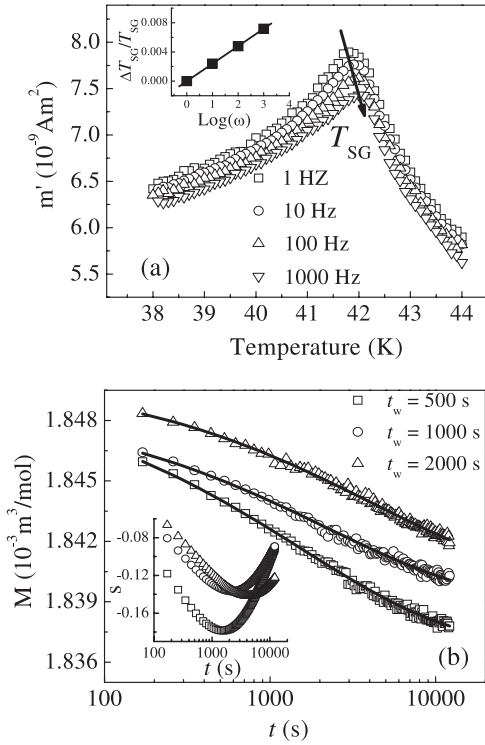 (a)
0.008
0.004
0.000
ΔT_SG/T_SG
0 1 2 3 4
Log(ω)
T_SG
8.0
7.5
7.0
6.5
6.0
5.5
m' (10⁻⁹ Am²)
□ 1 HZ
○ 10 Hz
△ 100 Hz
▽ 1000 Hz
38 39 40 41 42 43 44
Temperature (K)
1.848
1.845
1.842
1.839
1.836
M (10⁻³m³/mol)
□ t_w = 500 s
○ t_w = 1000 s
△ t_w = 2000 s
-0.08
-0.12
-0.16
s
100 1000 10000
t (s)
(b)
100 1000 10000
t (s)